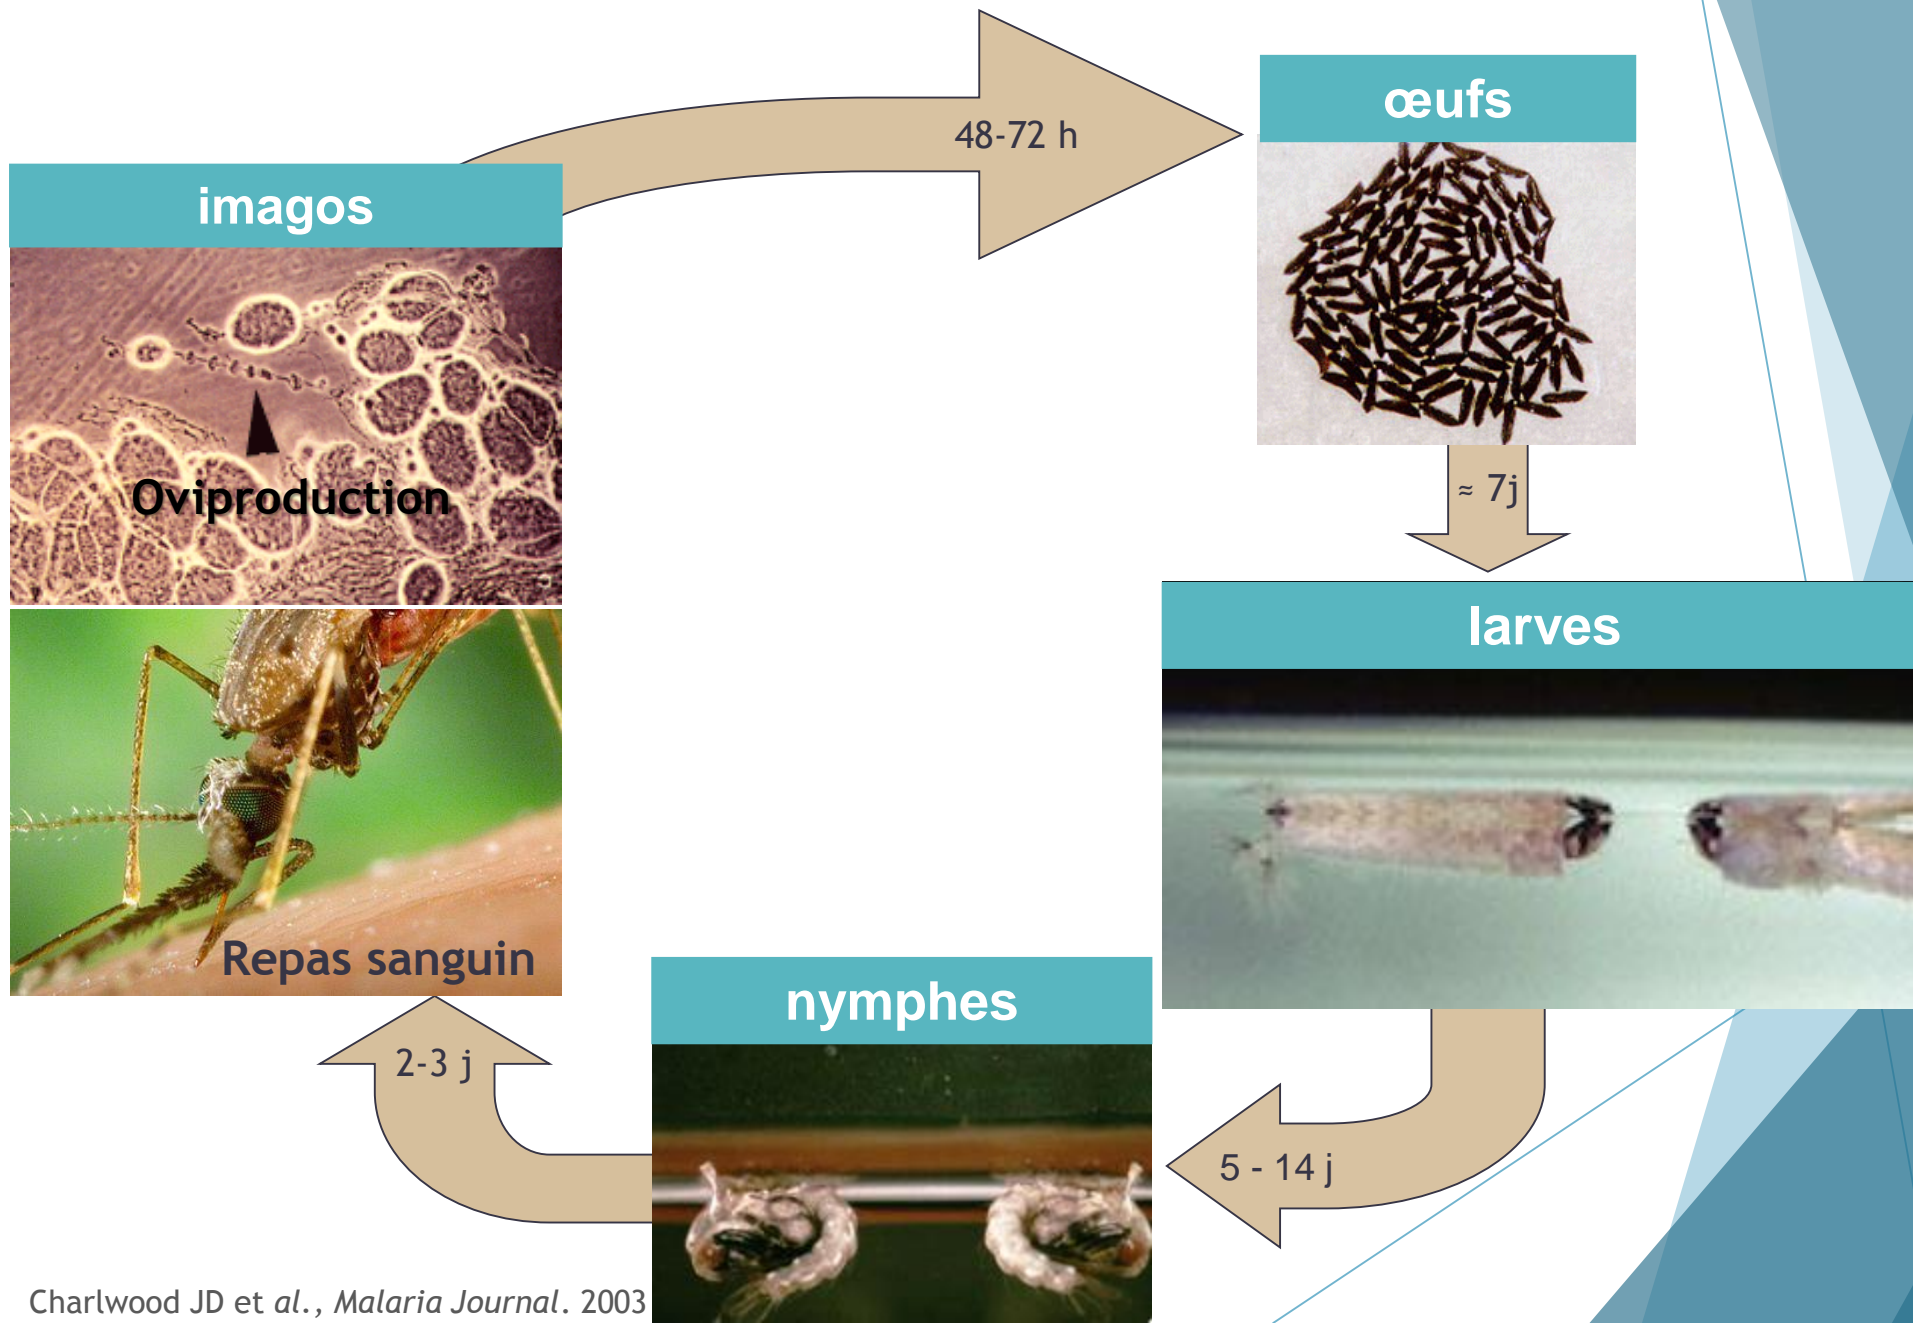 48-72 h
œufs
imagos
Oviproduction
≈ 7j
larves
Repas sanguin
nymphes
2-3 j
5 - 14 j
Charlwood JD et al., Malaria Journal. 2003